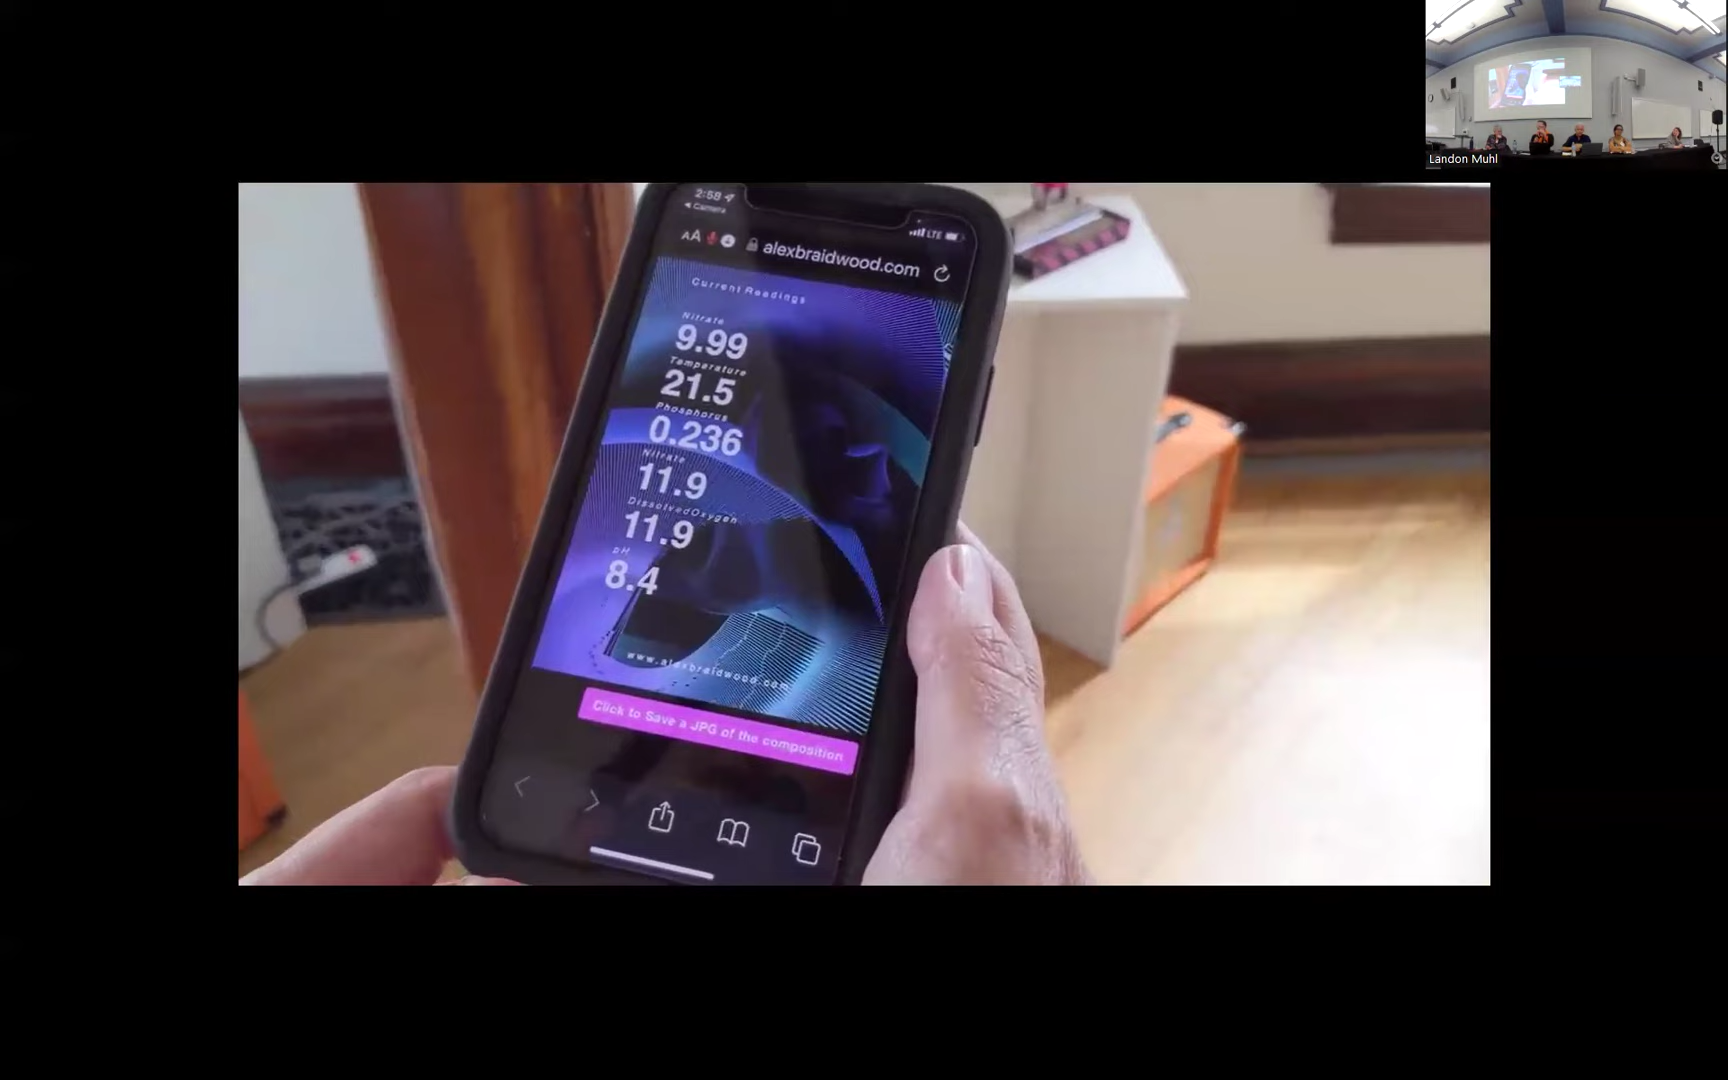 Landon Muhl
2:58
Camera
LTE
AA alexbraidwood.com
Current Readings
Nitrate
9.99
Temperature
21.5
Phosphorus
0.236
Nitrate
11.9
DissolvedOxygen
11.9
pH
8.4
www.alexbraidwood.com
Click to Save a JPG of the composition